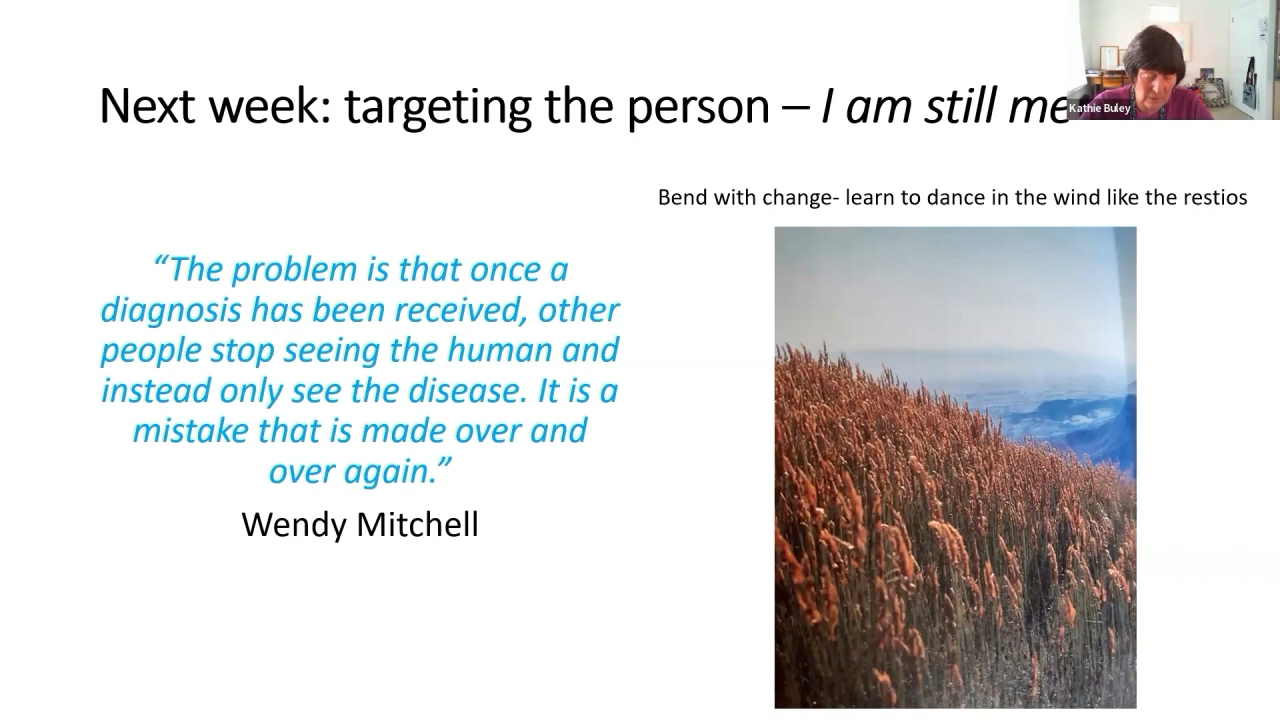 Next week: targeting the person – I am still me
Kathie Buley
Bend with change- learn to dance in the wind like the restios
“The problem is that once a
diagnosis has been received, other
people stop seeing the human and
instead only see the disease. It is a
mistake that is made over and
over again.”
Wendy Mitchell